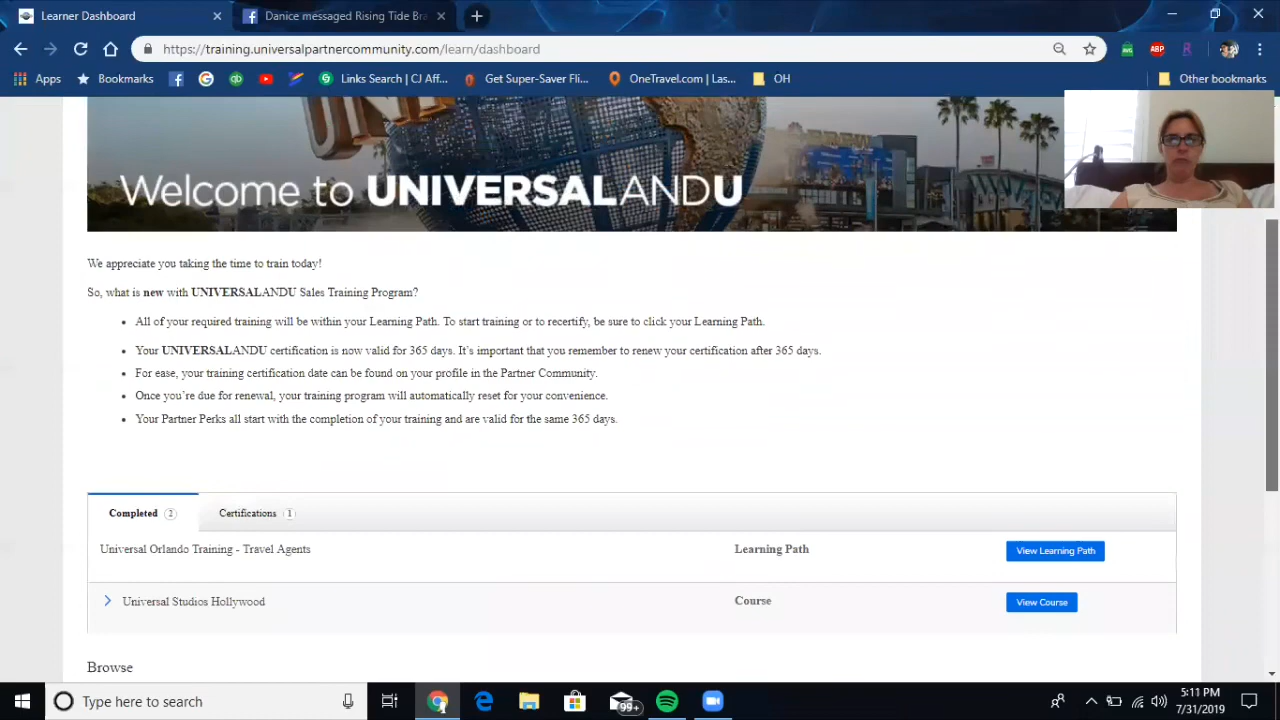 Learner Dashboard
Danice messaged Rising Tide Bra
https://training.universalpartnercommunity.com/learn/dashboard
ABP
Apps
Bookmarks
Links Search | CJ Aff...
Get Super-Saver Fli...
OneTravel.com | Las...
OH
Other bookmarks
Welcome to UNIVERSALANDU
We appreciate you taking the time to train today!
So, what is new with UNIVERSALANDU Sales Training Program?
All of your required training will be within your Learning Path. To start training or to recertify, be sure to click your Learning Path.
Your UNIVERSALANDU certification is now valid for 365 days. It's important that you remember to renew your certification after 365 days.
For ease, your training certification date can be found on your profile in the Partner Community.
Once you're due for renewal, your training program will automatically reset for your convenience.
Your Partner Perks all start with the completion of your training and are valid for the same 365 days.
Completed 2
Certifications 1
Universal Orlando Training - Travel Agents
Learning Path
View Learning Path
Universal Studios Hollywood
Course
View Course
Browse
Type here to search
99+
5:11 PM
7/31/2019